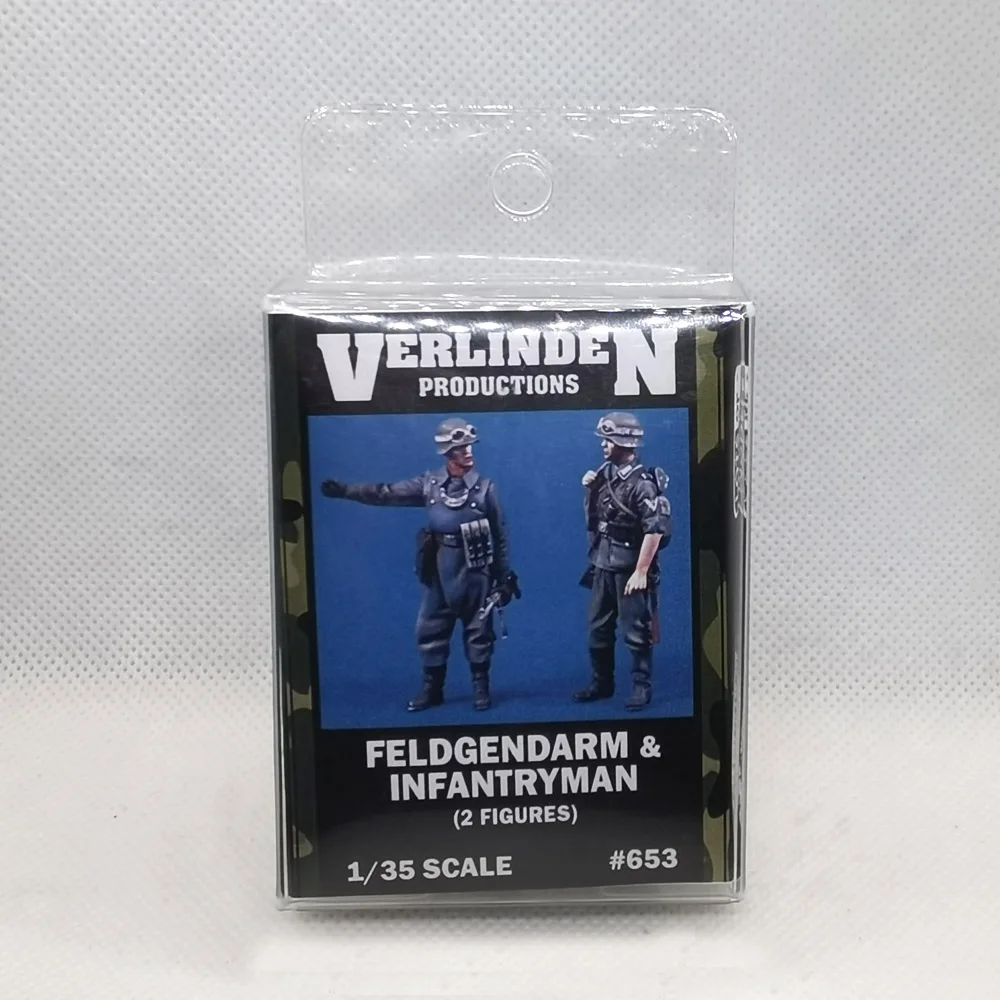 VERLINDEN
PRODUCTIONS
FELDGENDARM &
INFANTRYMAN
(2 FIGURES)
1/35 SCALE
#653